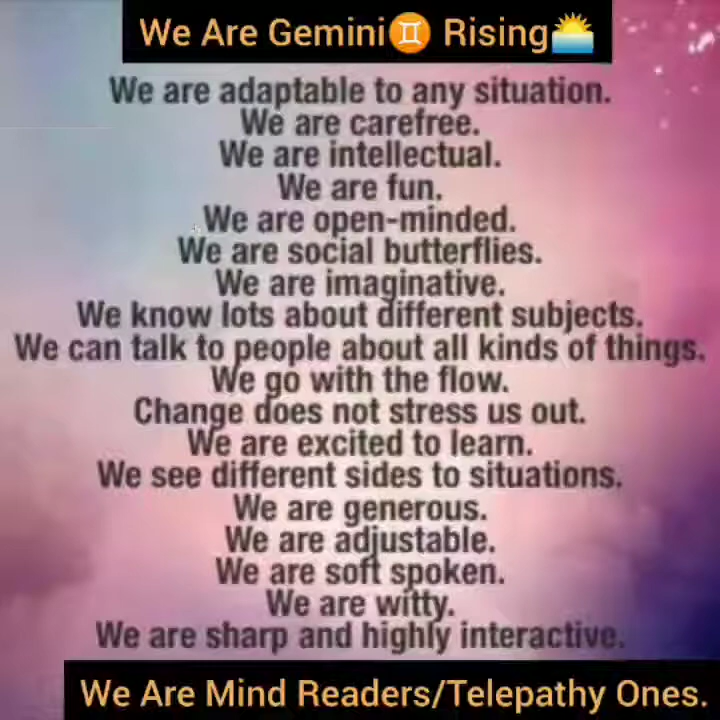 We Are Gemini♊ Rising🌅
We are adaptable to any situation.
We are carefree.
We are intellectual.
We are fun.
We are open-minded.
We are social butterflies.
We are imaginative.
We know lots about different subjects.
We can talk to people about all kinds of things.
We go with the flow.
Change does not stress us out.
We are excited to learn.
We see different sides to situations.
We are generous.
We are adjustable.
We are soft spoken.
We are witty.
We are sharp and highly interactive.
We Are Mind Readers/Telepathy Ones.